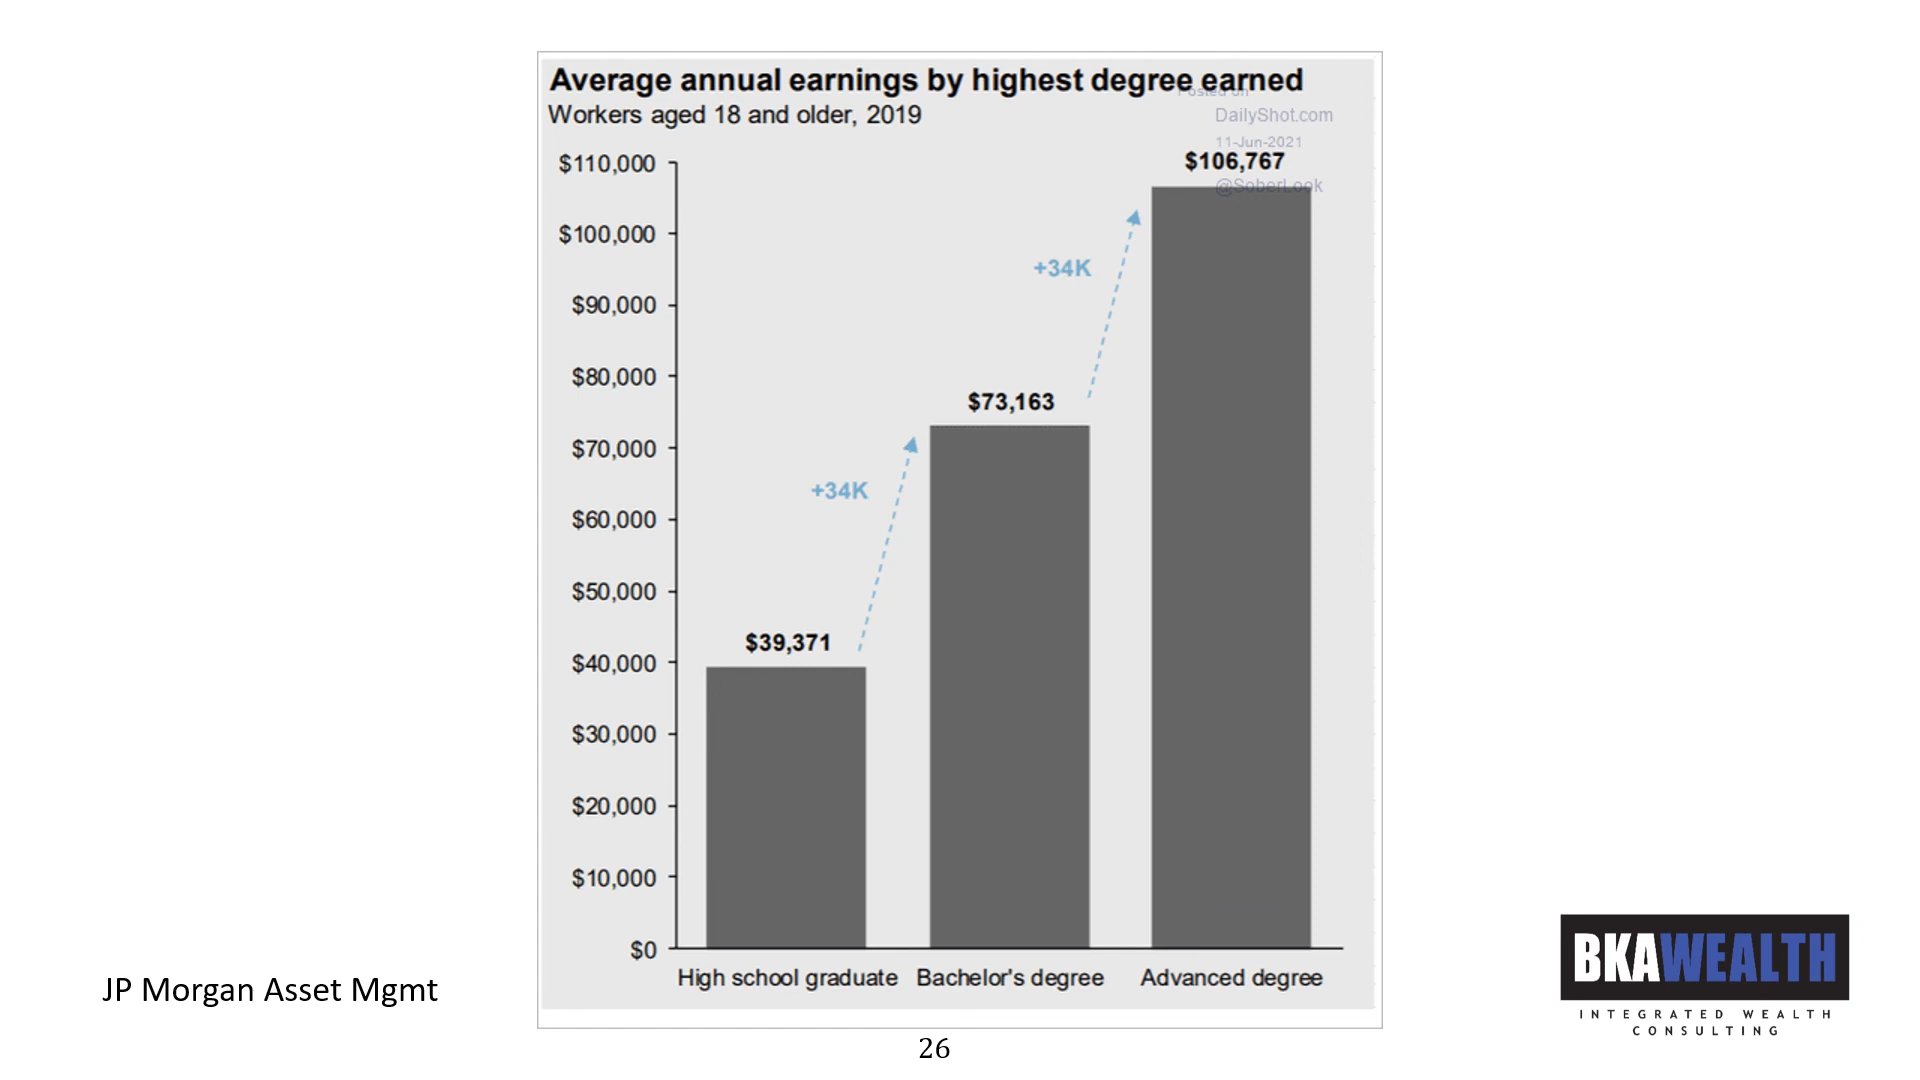 Average annual earnings by highest degree earned
Workers aged 18 and older, 2019
Posted on
DailyShot.com
11-Jun-2021
@SoberLook
$110,000
$100,000
$90,000
$80,000
$70,000
$60,000
$50,000
$40,000
$30,000
$20,000
$10,000
$0
$39,371
+34K
$73,163
+34K
$106,767
High school graduate Bachelor's degree Advanced degree
JP Morgan Asset Mgmt
BKAWEALTH
INTEGRATED WEALTH
CONSULTING
26